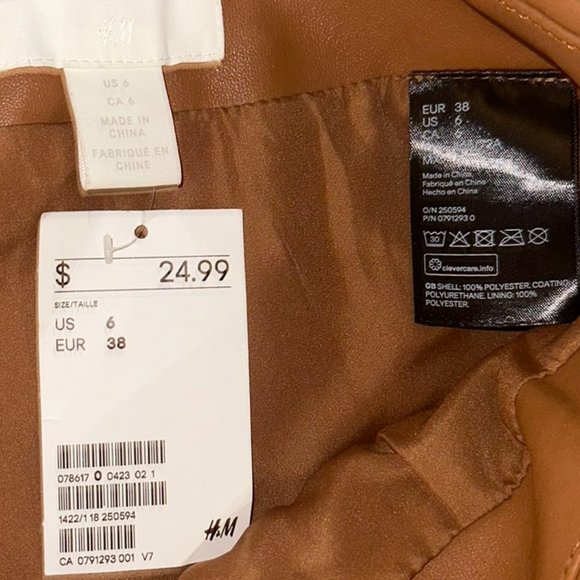 H&M
US 6
CA 6
MADE IN
CHINA
FABRIQUÉ EN
CHINE
$ 24.99
SIZE/TAILLE
US 6
EUR 38
078617 0 0423 02 1
1422/118 250594
CA 0791293 001 V7
H&M
EUR 38
US 6
CA 6
Made in China,
Fabriqué en Chine
Hecho en China
O/N 250594
P/N 0791293 0
30
clevercare.info
GB SHELL: 100% POLYESTER. COATING:
POLYURETHANE. LINING: 100%
POLYESTER.